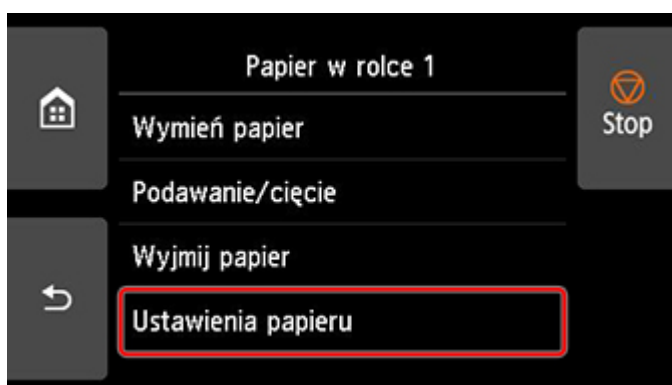 Papier w rolce 1
Wymień papier
Stop
Podawanie/cięcie
Wyjmij papier
Ustawienia papieru